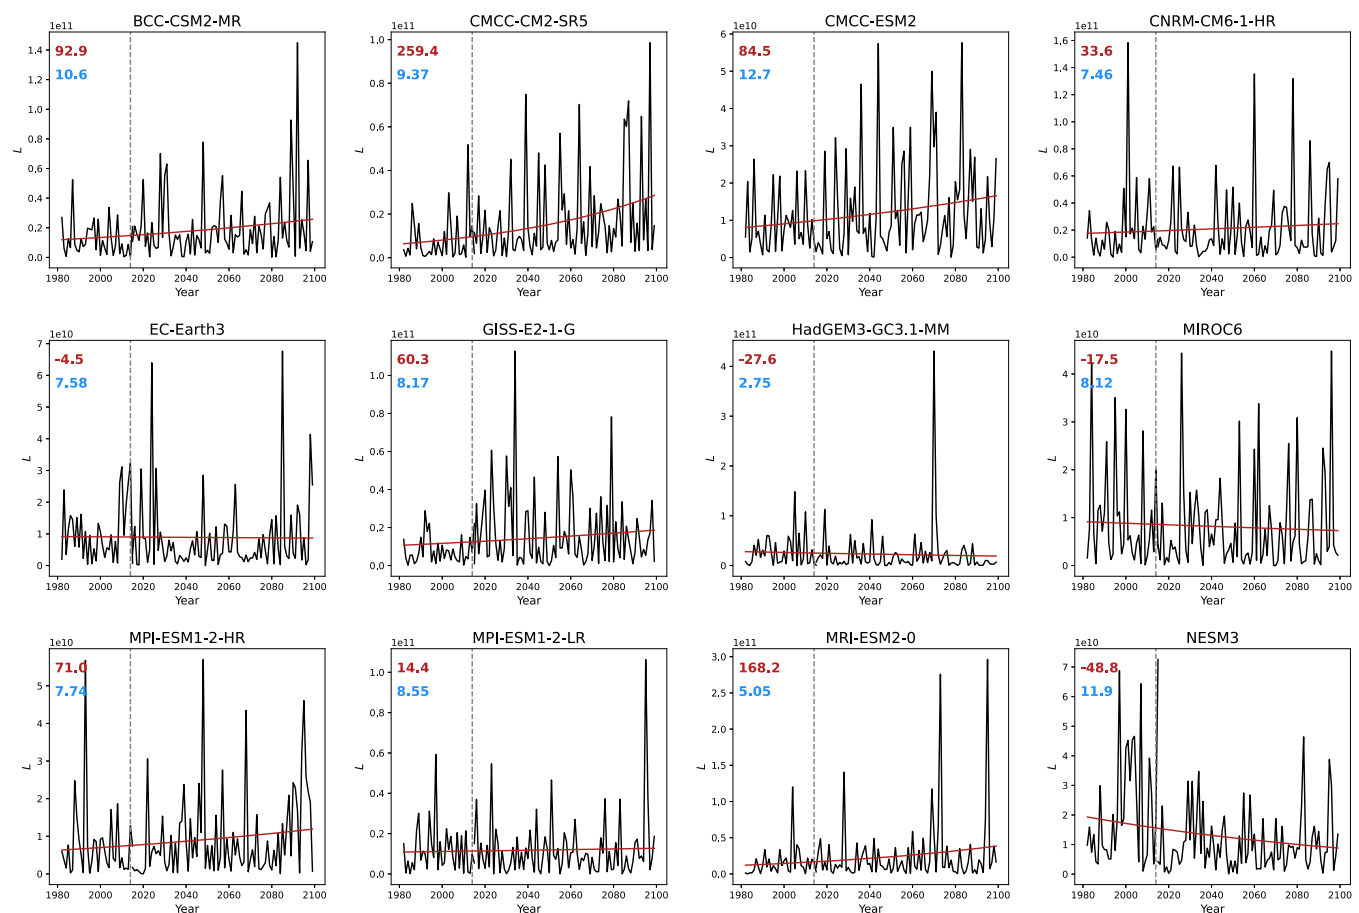 BCC-CSM2-MR
1e11
92.9
10.6
L
1.4
1.2
1.0
0.8
0.6
0.4
0.2
0.0
1980 2000 2020 2040 2060 2080 2100
Year
CMCC-CM2-SR5
1e11
259.4
9.37
L
1.0
0.8
0.6
0.4
0.2
0.0
1980 2000 2020 2040 2060 2080 2100
Year
CMCC-ESM2
1e10
84.5
12.7
L
6
5
4
3
2
1
0
1980 2000 2020 2040 2060 2080 2100
Year
CNRM-CM6-1-HR
1e11
33.6
7.46
L
1.6
1.4
1.2
1.0
0.8
0.6
0.4
0.2
0.0
1980 2000 2020 2040 2060 2080 2100
Year
EC-Earth3
1e10
-4.5
7.58
L
7
6
5
4
3
2
1
0
1980 2000 2020 2040 2060 2080 2100
Year
GISS-E2-1-G
1e11
60.3
8.17
L
1.0
0.8
0.6
0.4
0.2
0.0
1980 2000 2020 2040 2060 2080 2100
Year
HadGEM3-GC3.1-MM
1e11
-27.6
2.75
L
4
3
2
1
0
1980 2000 2020 2040 2060 2080 2100
Year
MIROC6
1e10
-17.5
8.12
L
4
3
2
1
0
1980 2000 2020 2040 2060 2080 2100
Year
MPI-ESM1-2-HR
1e10
71.0
7.74
L
5
4
3
2
1
0
1980 2000 2020 2040 2060 2080 2100
Year
MPI-ESM1-2-LR
1e11
14.4
8.55
L
1.0
0.8
0.6
0.4
0.2
0.0
1980 2000 2020 2040 2060 2080 2100
Year
MRI-ESM2-0
1e11
168.2
5.05
L
3.0
2.5
2.0
1.5
1.0
0.5
0.0
1980 2000 2020 2040 2060 2080 2100
Year
NESM3
1e10
-48.8
11.9
L
7
6
5
4
3
2
1
0
1980 2000 2020 2040 2060 2080 2100
Year